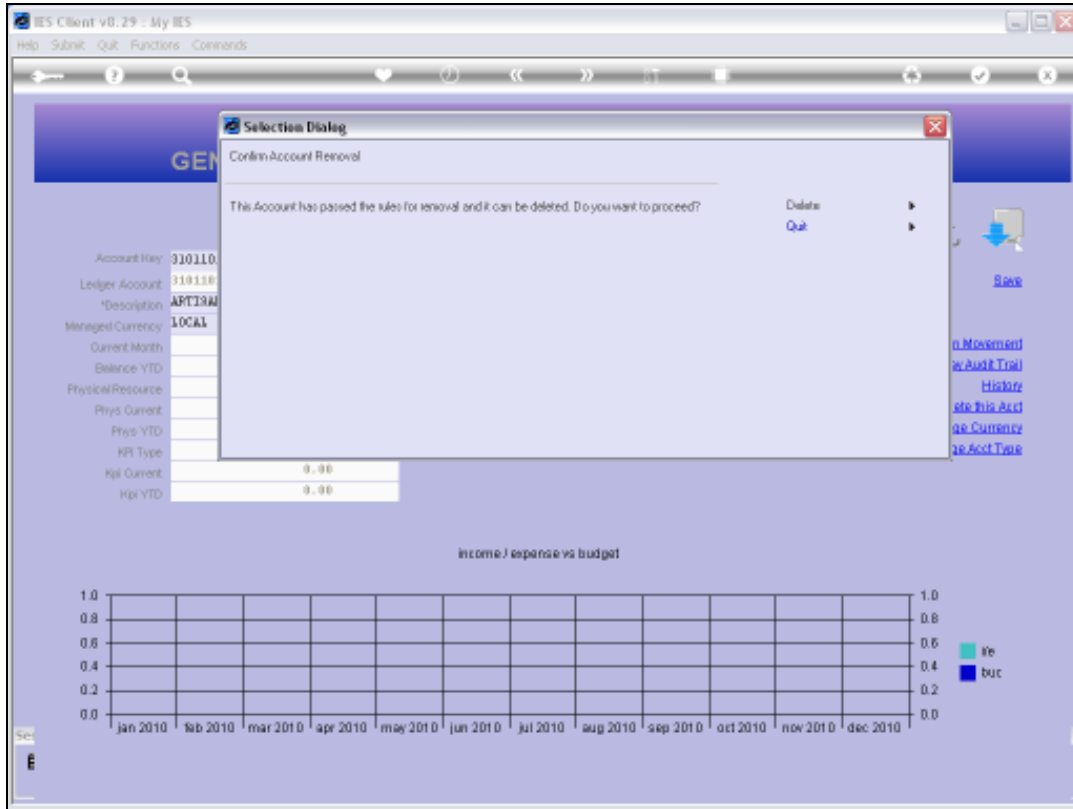 IES Client v8.29 : My IES
Help Submit Quit Functions Commands
Selection Dialog
Confirm Account Removal
GEN
This Account has passed the rules for removal and it can be deleted. Do you want to proceed?
Delete
Quit
Account Key 310110
Ledger Account 310110
Save
*Description ARTISA
Managed Currency LOCAL
Current Month
n Movement
Balance YTD
w Audit Trail
Physical Resource
History
Phys Current
ete this Acct
Phys YTD
ge Currency
KPI Type
ge Acct Type
Kpi Current 0.00
Kpi YTD 0.00
income / expense vs budget
1.0 1.0
0.8 0.8
0.6 0.6
0.4 0.4
0.2 0.2
0.0 0.0
i/e
buc
jan 2010 feb 2010 mar 2010 apr 2010 may 2010 jun 2010 jul 2010 aug 2010 sep 2010 oct 2010 nov 2010 dec 2010